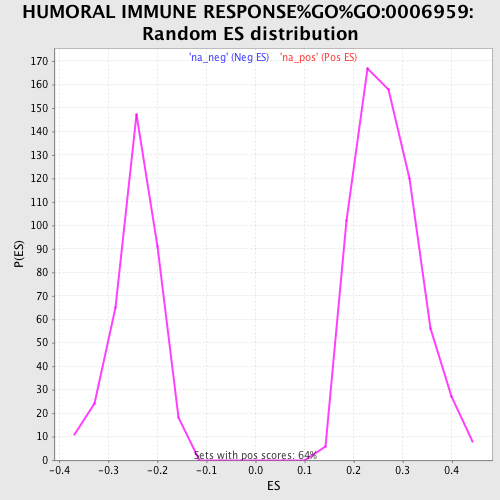 HUMORAL IMMUNE RESPONSE%GO%GO:0006959:
Random ES distribution
'na_neg' (Neg ES) 'na_pos' (Pos ES)
170
160
150
140
130
120
110
100
90
80
70
60
50
40
30
20
10
0
P(ES)
Sets with pos scores: 64%
-0.4 -0.3 -0.2 -0.1 0.0 0.1 0.2 0.3 0.4
ES